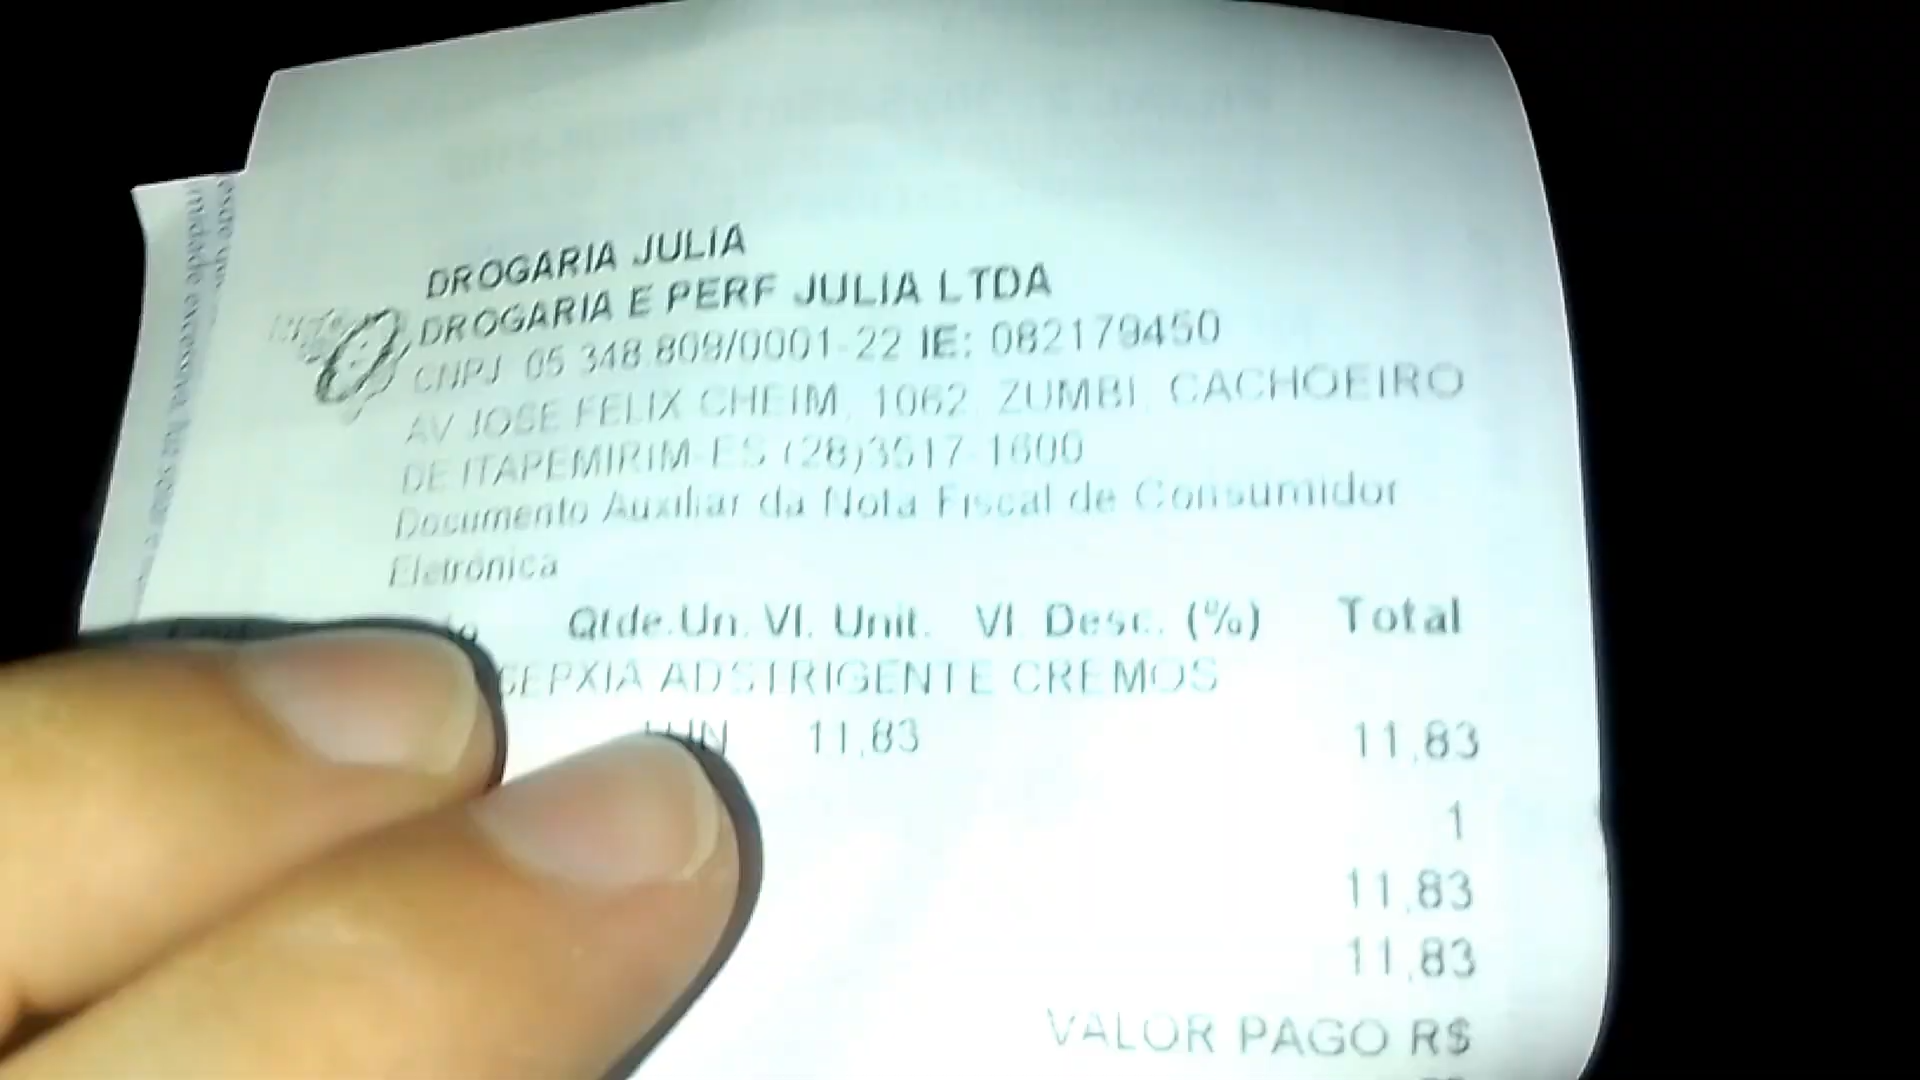 DROGARIA JULIA
DROGARIA E PERF JULIA LTDA
CNPJ 05.348.809/0001-22 IE: 082179450
AV JOSE FELIX CHEIM, 1062, ZUMBI, CACHOEIRO
DE ITAPEMIRIM-ES (28)3517-1600
Documento Auxiliar da Nota Fiscal de Consumidor
Eletrônica
Qtde.Un. Vl. Unit. Vl. Desc. (%) Total
SEPXIA ADSTRIGENTE CREMOS
UN 11,83 11,83
1
11,83
11,83
VALOR PAGO R$